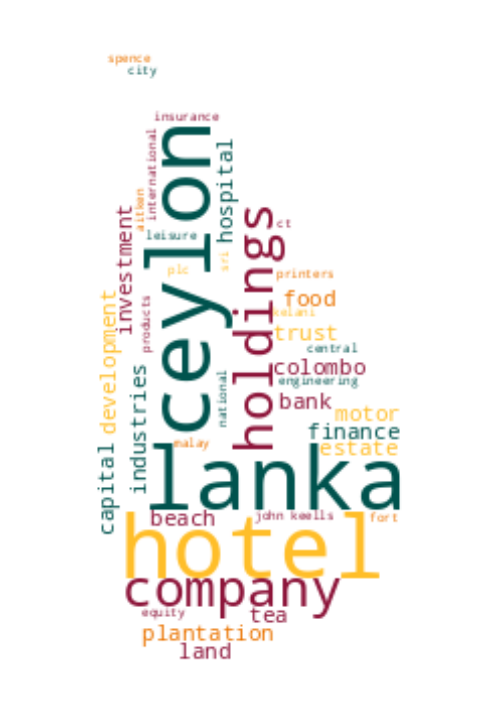 spence
city
insurance
international
ceylon
hospital
aitken
investment
holdings
ct
leisure
sri
plc
printers
development
products
food
kelani
trust
central
industries
national
colombo
engineering
bank
motor
finance
malay
estate
capital
lanka
beach
john keells
fort
hotel
company
equity
tea
plantation
land